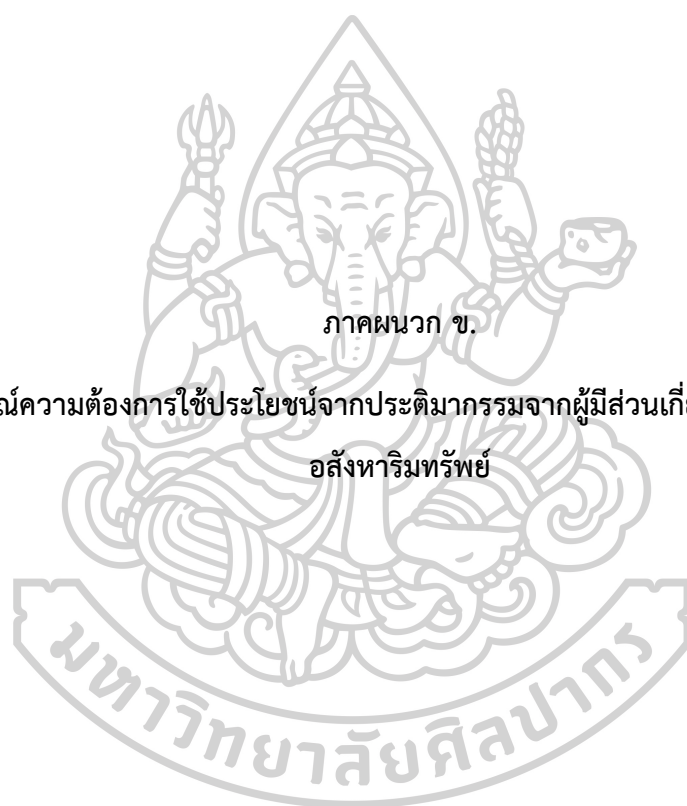 ภาคผนวก ข.
ณ์ความต้องการใช้ประโยชน์จากประติมากรรมจากผู้มีส่วนเกี่
อสังหาริมทรัพย์
มหาวิทยาลัยศิลปากร